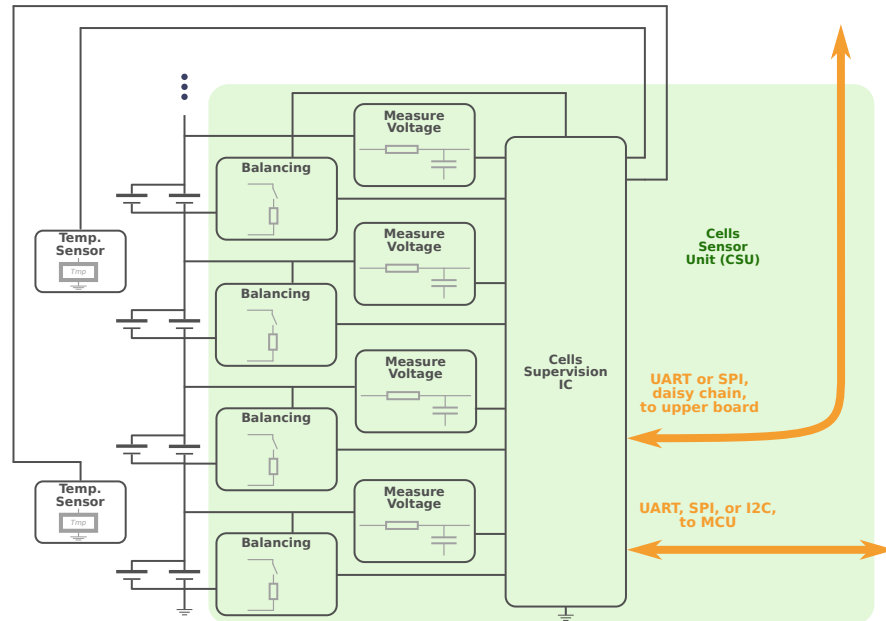 Measure
Voltage
Balancing
Temp.
Sensor
Tmp
Measure
Voltage
Balancing
Cells
Sensor
Unit (CSU)
Measure
Voltage
Balancing
Cells
Supervision
IC
UART or SPI,
daisy chain,
to upper board
Temp.
Sensor
Tmp
Measure
Voltage
Balancing
UART, SPI, or I2C,
to MCU